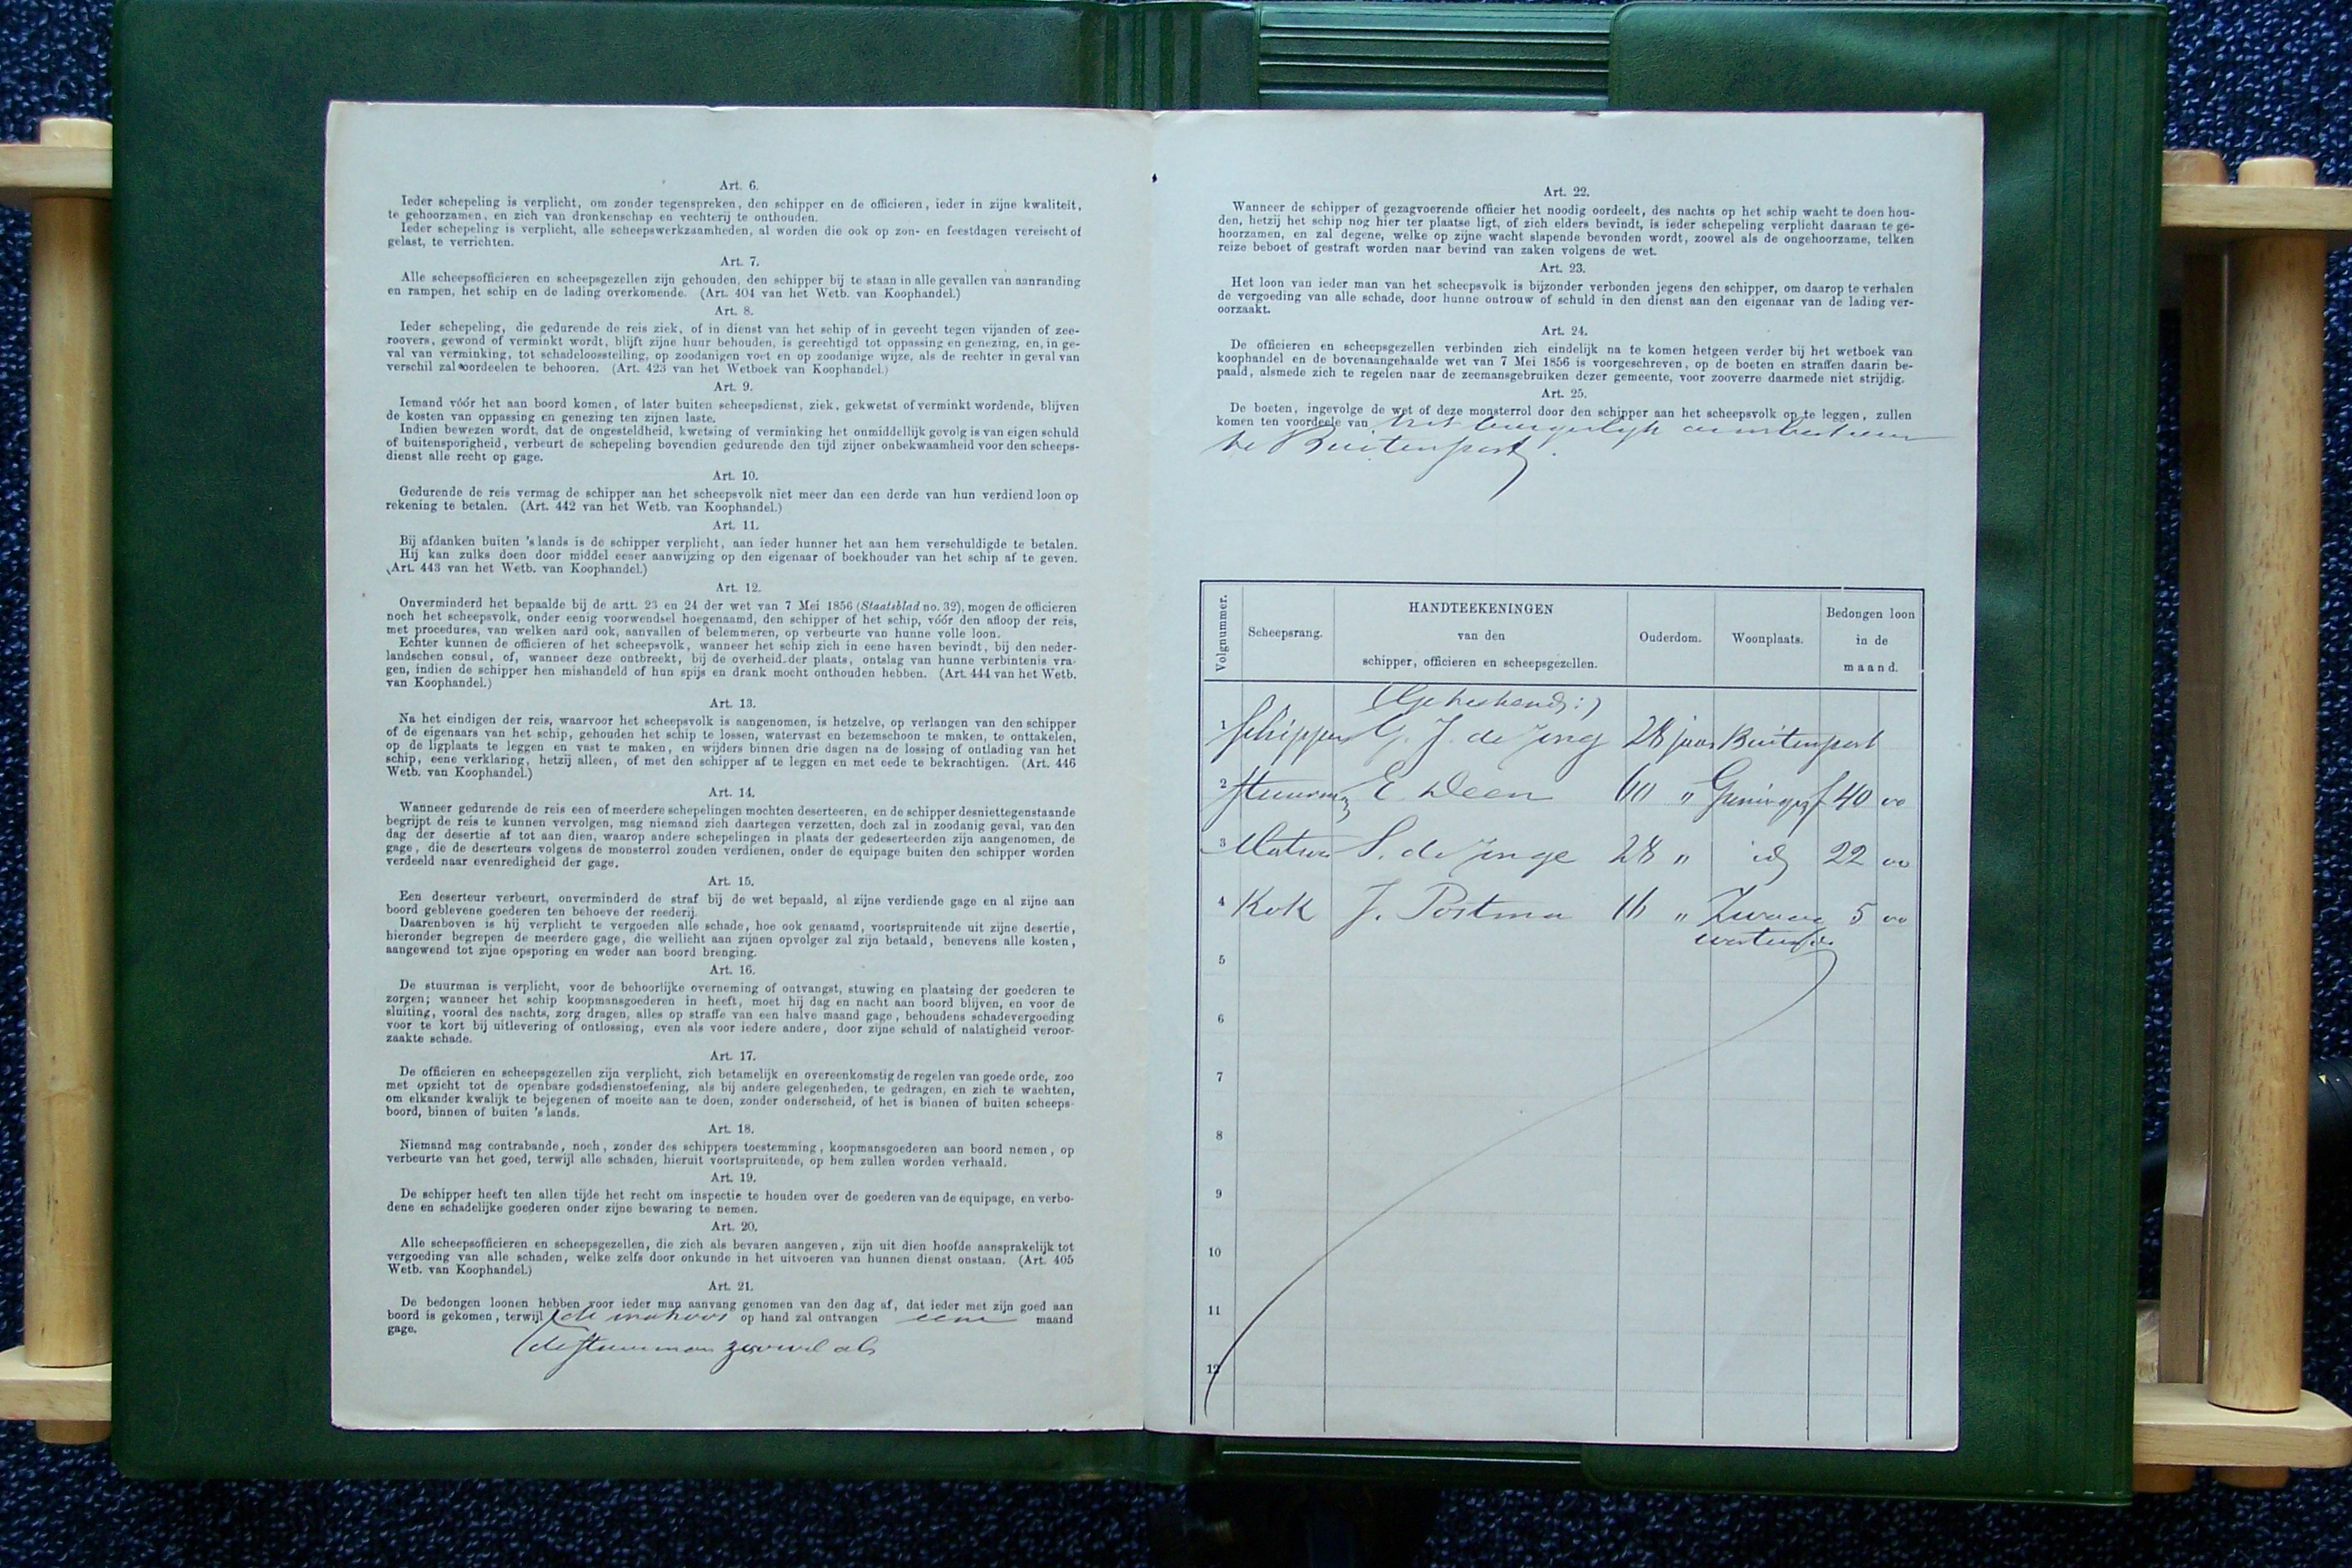 Art. 6.
Ieder schepeling is verplicht, om zonder tegenspreken, den schipper en de officieren, ieder in zijne kwaliteit,
te gehoorzamen, en zich van dronkenschap en vechterij te onthouden.
Ieder schepeling is verplicht, alle scheepswerkzaamheden, al worden die ook op zon- en feestdagen vereischt of
gelast, te verrichten.
Art. 7.
Alle scheepsofficieren en scheepsgezellen zijn gehouden, den schipper bij te staan in alle gevallen van aanranding
en rampen, het schip en de lading overkomende. (Art. 404 van het Wetb. van Koophandel.)
Art. 8.
Ieder schepeling, die gedurende de reis ziek, of in dienst van het schip of in gevecht tegen vijanden of zee-
roovers, gewond of verminkt wordt, blijft zijne huur behouden, is gerechtigd tot oppassing en genezing, en, in ge-
val van verminking, tot schadeloosstelling, op zoodanigen voet en op zoodanige wijze, als de rechter in geval van
verschil zal oordeelen te behooren. (Art. 423 van het Wetboek van Koophandel.)
Art. 9.
Iemand vóór het aan boord komen, of later buiten scheepsdienst, ziek, gekwetst of verminkt wordende, blijven
de kosten van oppassing en genezing ten zijnen laste.
Indien bewezen wordt, dat de ongesteldheid, kwetsing of verminking het onmiddellijk gevolg is van eigen schuld
of buitensporigheid, verbeurt de schepeling bovendien gedurende den tijd zijner onbekwaamheid voor den scheeps-
dienst alle recht op gage.
Art. 10.
Gedurende de reis vermag de schipper aan het scheepsvolk niet meer dan een derde van hun verdiend loon op
rekening te betalen. (Art. 442 van het Wetb. van Koophandel.)
Art. 11.
Bij afdanken buiten 's lands is de schipper verplicht, aan ieder hunner het aan hem verschuldigde te betalen.
Hij kan zulks doen door middel eener aanwijzing op den eigenaar of boekhouder van het schip af te geven.
(Art. 443 van het Wetb. van Koophandel.)
Art. 12.
Onverminderd het bepaalde bij de artt. 23 en 24 der wet van 7 Mei 1856 (Staatsblad no. 32), mogen de officieren
noch het scheepsvolk, onder eenig voorwendsel hoegenaamd, den schipper of het schip, vóór den afloop der reis,
met procedures, van welken aard ook, aanvallen of belemmeren, op verbeurte van hunne volle loon.
Echter kunnen de officieren of het scheepsvolk, wanneer het schip zich in eene haven bevindt, bij den neder-
landschen consul, of, wanneer deze ontbreekt, bij de overheid der plaats, ontslag van hunne verbintenis vra-
gen, indien de schipper hen mishandeld of hun spijs en drank mocht onthouden hebben. (Art. 444 van het Wetb.
van Koophandel.)
Art. 13.
Na het eindigen der reis, waarvoor het scheepsvolk is aangenomen, is hetzelve, op verlangen van den schipper
of de eigenaars van het schip, gehouden het schip te lossen, watervast en bezemschoon te maken, te onttakelen,
op de ligplaats te leggen en vast te maken, en wijders binnen drie dagen na de lossing of ontlading van het
schip, eene verklaring, hetzij alleen, of met den schipper af te leggen en met eede te bekrachtigen. (Art. 446
Wetb. van Koophandel.)
Art. 14.
Wanneer gedurende de reis een of meerdere schepelingen mochten deserteeren, en de schipper desniettegenstaande
begrijpt de reis te kunnen vervolgen, mag niemand zich daartegen verzetten, doch zal in zoodanig geval, van den
dag der desertie af tot aan dien, waarop andere schepelingen in plaats der gedeserteerden zijn aangenomen, de
gage, die de deserteurs volgens de monsterrol zouden verdienen, onder de equipage buiten den schipper worden
verdeeld naar evenredigheid der gage.
Art. 15.
Een deserteur verbeurt, onverminderd de straf bij de wet bepaald, al zijne verdiende gage en al zijne aan
boord geblevene goederen ten behoeve der reederij.
Daarenboven is hij verplicht te vergoeden alle schade, hoe ook genaamd, voortspruitende uit zijne desertie,
hieronder begrepen de meerdere gage, die wellicht aan zijnen opvolger zal zijn betaald, benevens alle kosten,
aangewend tot zijne opsporing en weder aan boord brenging.
Art. 16.
De stuurman is verplicht, voor de behoorlijke overneming of ontvangst, stuwing en plaatsing der goederen te
zorgen; wanneer het schip koopmansgoederen in heeft, moet hij dag en nacht aan boord blijven, en voor de
sluiting, vooral des nachts, zorg dragen, alles op straffe van een halve maand gage, behoudens schadevergoeding
voor te kort bij uitlevering of ontlossing, even als voor iedere andere, door zijne schuld of nalatigheid veroor-
zaakte schade.
Art. 17.
De officieren en scheepsgezellen zijn verplicht, zich betamelijk en overeenkomstig de regelen van goede orde, zoo
met opzicht tot de openbare godsdienstoefening, als bij andere gelegenheden, te gedragen, en zich te wachten,
om elkander kwalijk te bejegenen of moeite aan te doen, zonder onderscheid, of het is binnen of buiten scheeps-
boord, binnen of buiten 's lands.
Art. 18.
Niemand mag contrabande, noch, zonder des schippers toestemming, koopmansgoederen aan boord nemen, op
verbeurte van het goed, terwijl alle schaden, hieruit voortspruitende, op hem zullen worden verhaald.
Art. 19.
De schipper heeft ten allen tijde het recht om inspectie te houden over de goederen van de equipage, en verbo-
dene en schadelijke goederen onder zijne bewaring te nemen.
Art. 20.
Alle scheepsofficieren en scheepsgezellen, die zich als bevaren aangeven, zijn uit dien hoofde aansprakelijk tot
vergoeding van alle schaden, welke zelfs door onkunde in het uitvoeren van hunnen dienst onstaan. (Art. 405
Wetb. van Koophandel.)
Art. 21.
De bedongen loonen hebben voor ieder man aanvang genomen van den dag af, dat ieder met zijn goed aan
boord is gekomen, terwijl de matroos op hand zal ontvangen eene maand
gage.
de stuurman zoowel als
Art. 22.
Wanneer de schipper of gezagvoerende officier het noodig oordeelt, des nachts op het schip wacht te doen hou-
den, hetzij het schip nog hier ter plaatse ligt, of zich elders bevindt, is ieder schepeling verplicht daaraan te ge-
hoorzamen, en zal degene, welke op zijne wacht slapende bevonden wordt, zoowel als de ongehoorzame, telken
reize beboet of gestraft worden naar bevind van zaken volgens de wet.
Art. 23.
Het loon van ieder man van het scheepsvolk is bijzonder verbonden jegens den schipper, om daarop te verhalen
de vergoeding van alle schade, door hunne ontrouw of schuld in den dienst aan den eigenaar van de lading ver-
oorzaakt.
Art. 24.
De officieren en scheepsgezellen verbinden zich eindelijk na te komen hetgeen verder bij het wetboek van
koophandel en de bovenaangehaalde wet van 7 Mei 1856 is voorgeschreven, op de boeten en straffen daarin be-
paald, alsmede zich te regelen naar de zeemansgebruiken dezer gemeente, voor zooverre daarmede niet strijdig.
Art. 25.
De boeten, ingevolge de wet of deze monsterrol door den schipper aan het scheepsvolk op te leggen, zullen
komen ten voordeele van het burgerlijk armbestuur
te Buitenpost.
Volgnummer. Scheepsrang. HANDTEEKENINGEN van den schipper, officieren en scheepsgezellen. Ouderdom. Woonplaats. Bedongen loon in de maand.
(Geteekend:)
1 Schipper G. J. de Jong 28 jaar Buitenpost
2 Stuurman E. Deen 60 " f 40 00
3 Matroos S. de Jonge 28 " id 22 00
4 Kok J. Postma 16 " Zwaag 5 00
westeinde
5
6
7
8
9
10
11
12